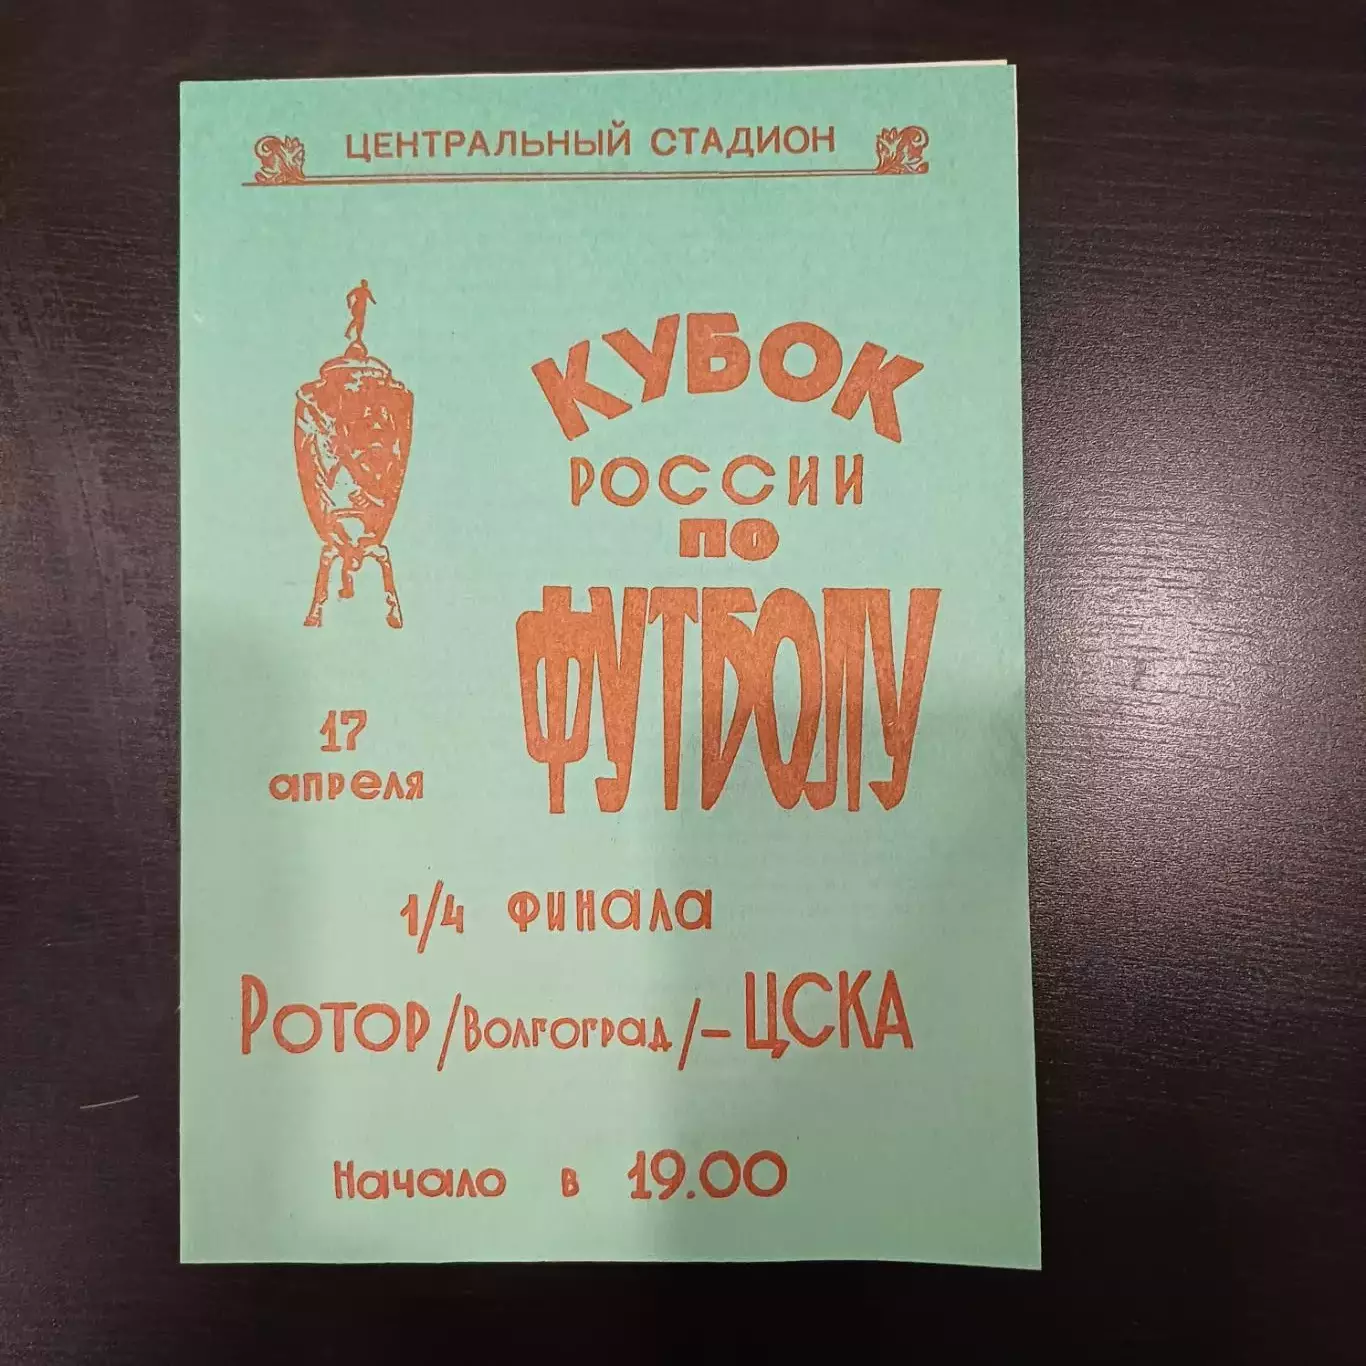 ЦЕНТРАЛЬНЫЙ СТАДИОН
КУБОК
РОССИИ
ПО
ФУТБОЛУ
17
апреля
1/4 ФИНАЛА
РОТОР /ВОЛГОГРАД/ – ЦСКА
Начало в 19.00